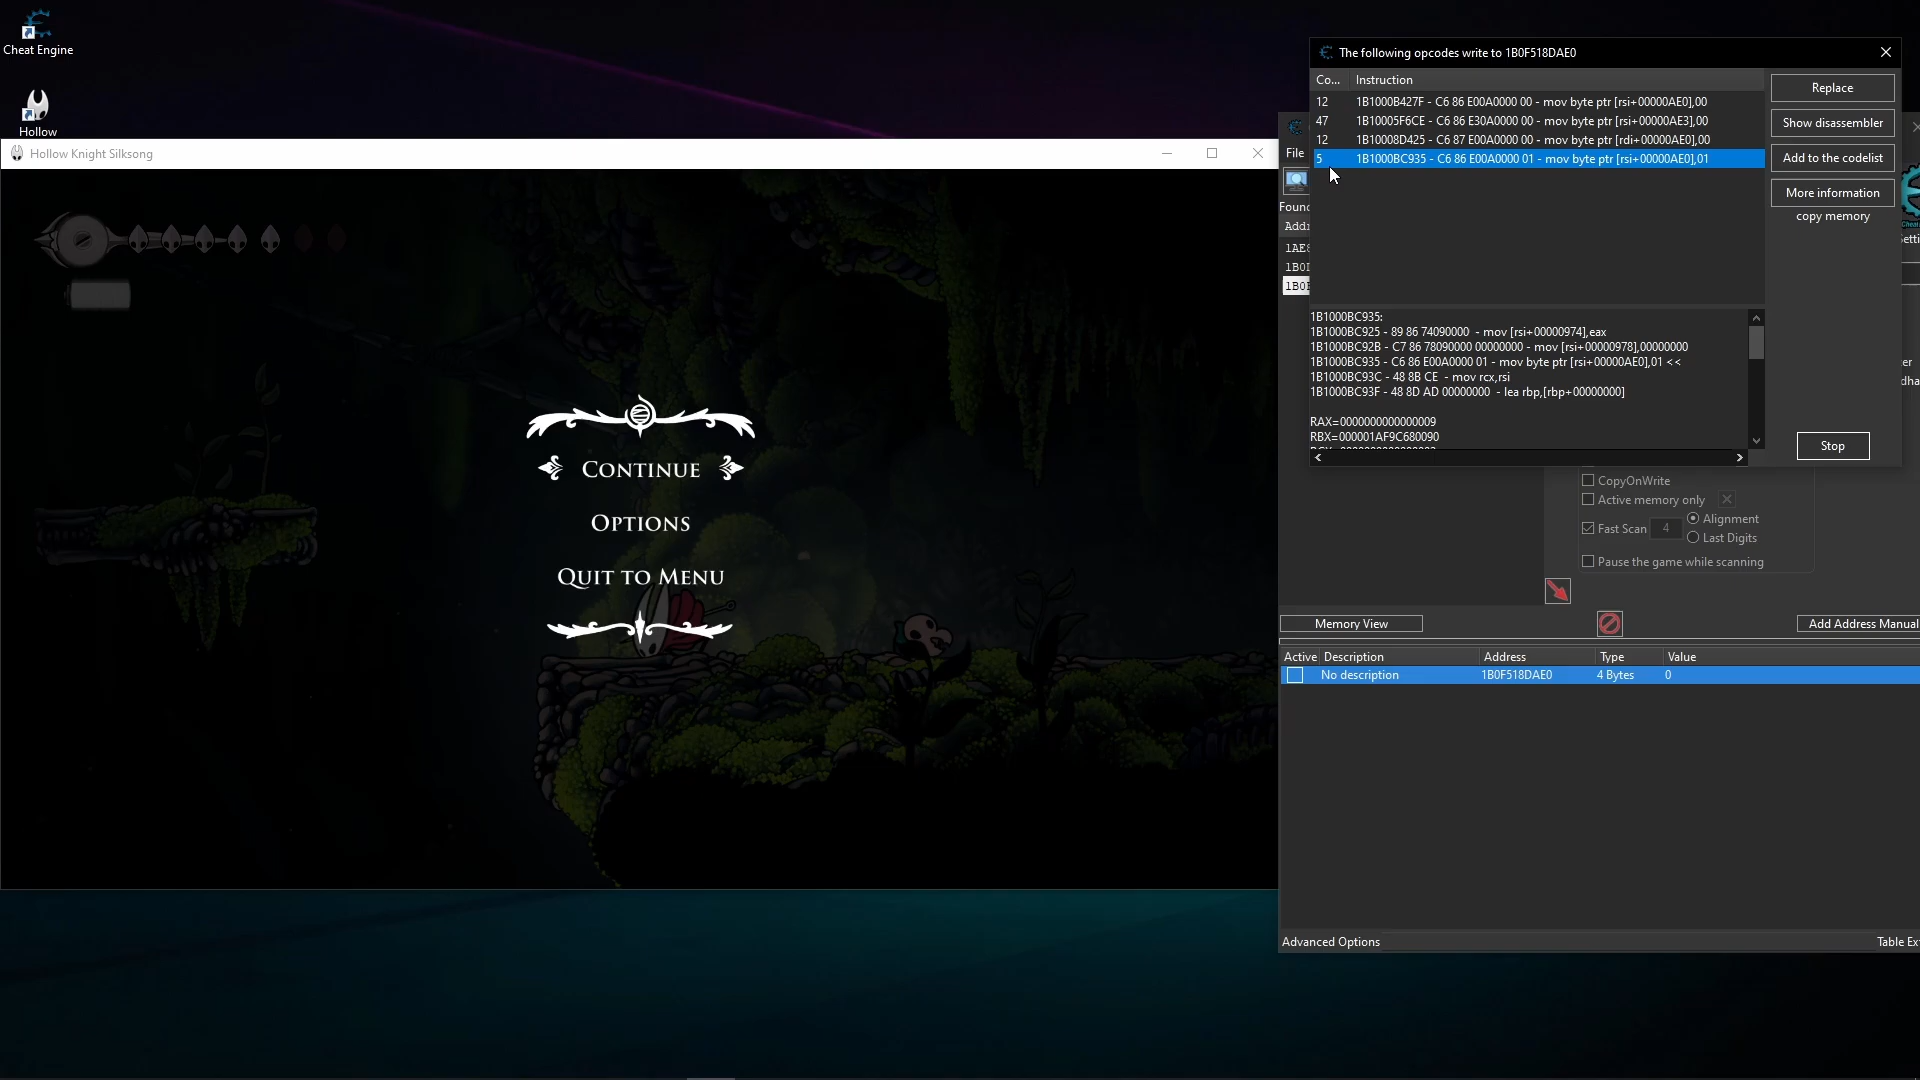 Cheat Engine
Hollow
Hollow Knight Silksong
CONTINUE
OPTIONS
QUIT TO MENU
The following opcodes write to 1B0F518DAE0
Co... Instruction
12 1B1000B427F - C6 86 E00A0000 00 - mov byte ptr [rsi+00000AE0],00
47 1B10005F6CE - C6 86 E30A0000 00 - mov byte ptr [rsi+00000AE3],00
12 1B10008D425 - C6 87 E00A0000 00 - mov byte ptr [rdi+00000AE0],00
5 1B1000BC935 - C6 86 E00A0000 01 - mov byte ptr [rsi+00000AE0],01
Replace
Show disassembler
Add to the codelist
More information
copy memory
Stop
1B1000BC935:
1B1000BC925 - 89 86 74090000 - mov [rsi+00000974],eax
1B1000BC92B - C7 86 78090000 00000000 - mov [rsi+00000978],00000000
1B1000BC935 - C6 86 E00A0000 01 - mov byte ptr [rsi+00000AE0],01 <<
1B1000BC93C - 48 8B CE - mov rcx,rsi
1B1000BC93F - 48 8D AD 00000000 - lea rbp,[rbp+00000000]
RAX=0000000000000009
RBX=000001AF9C680090
File
CopyOnWrite
Active memory only
Fast Scan 4
Alignment
Last Digits
Pause the game while scanning
Memory View
Add Address Manual
Active Description Address Type Value
No description 1B0F518DAE0 4 Bytes 0
Advanced Options
Table Ex